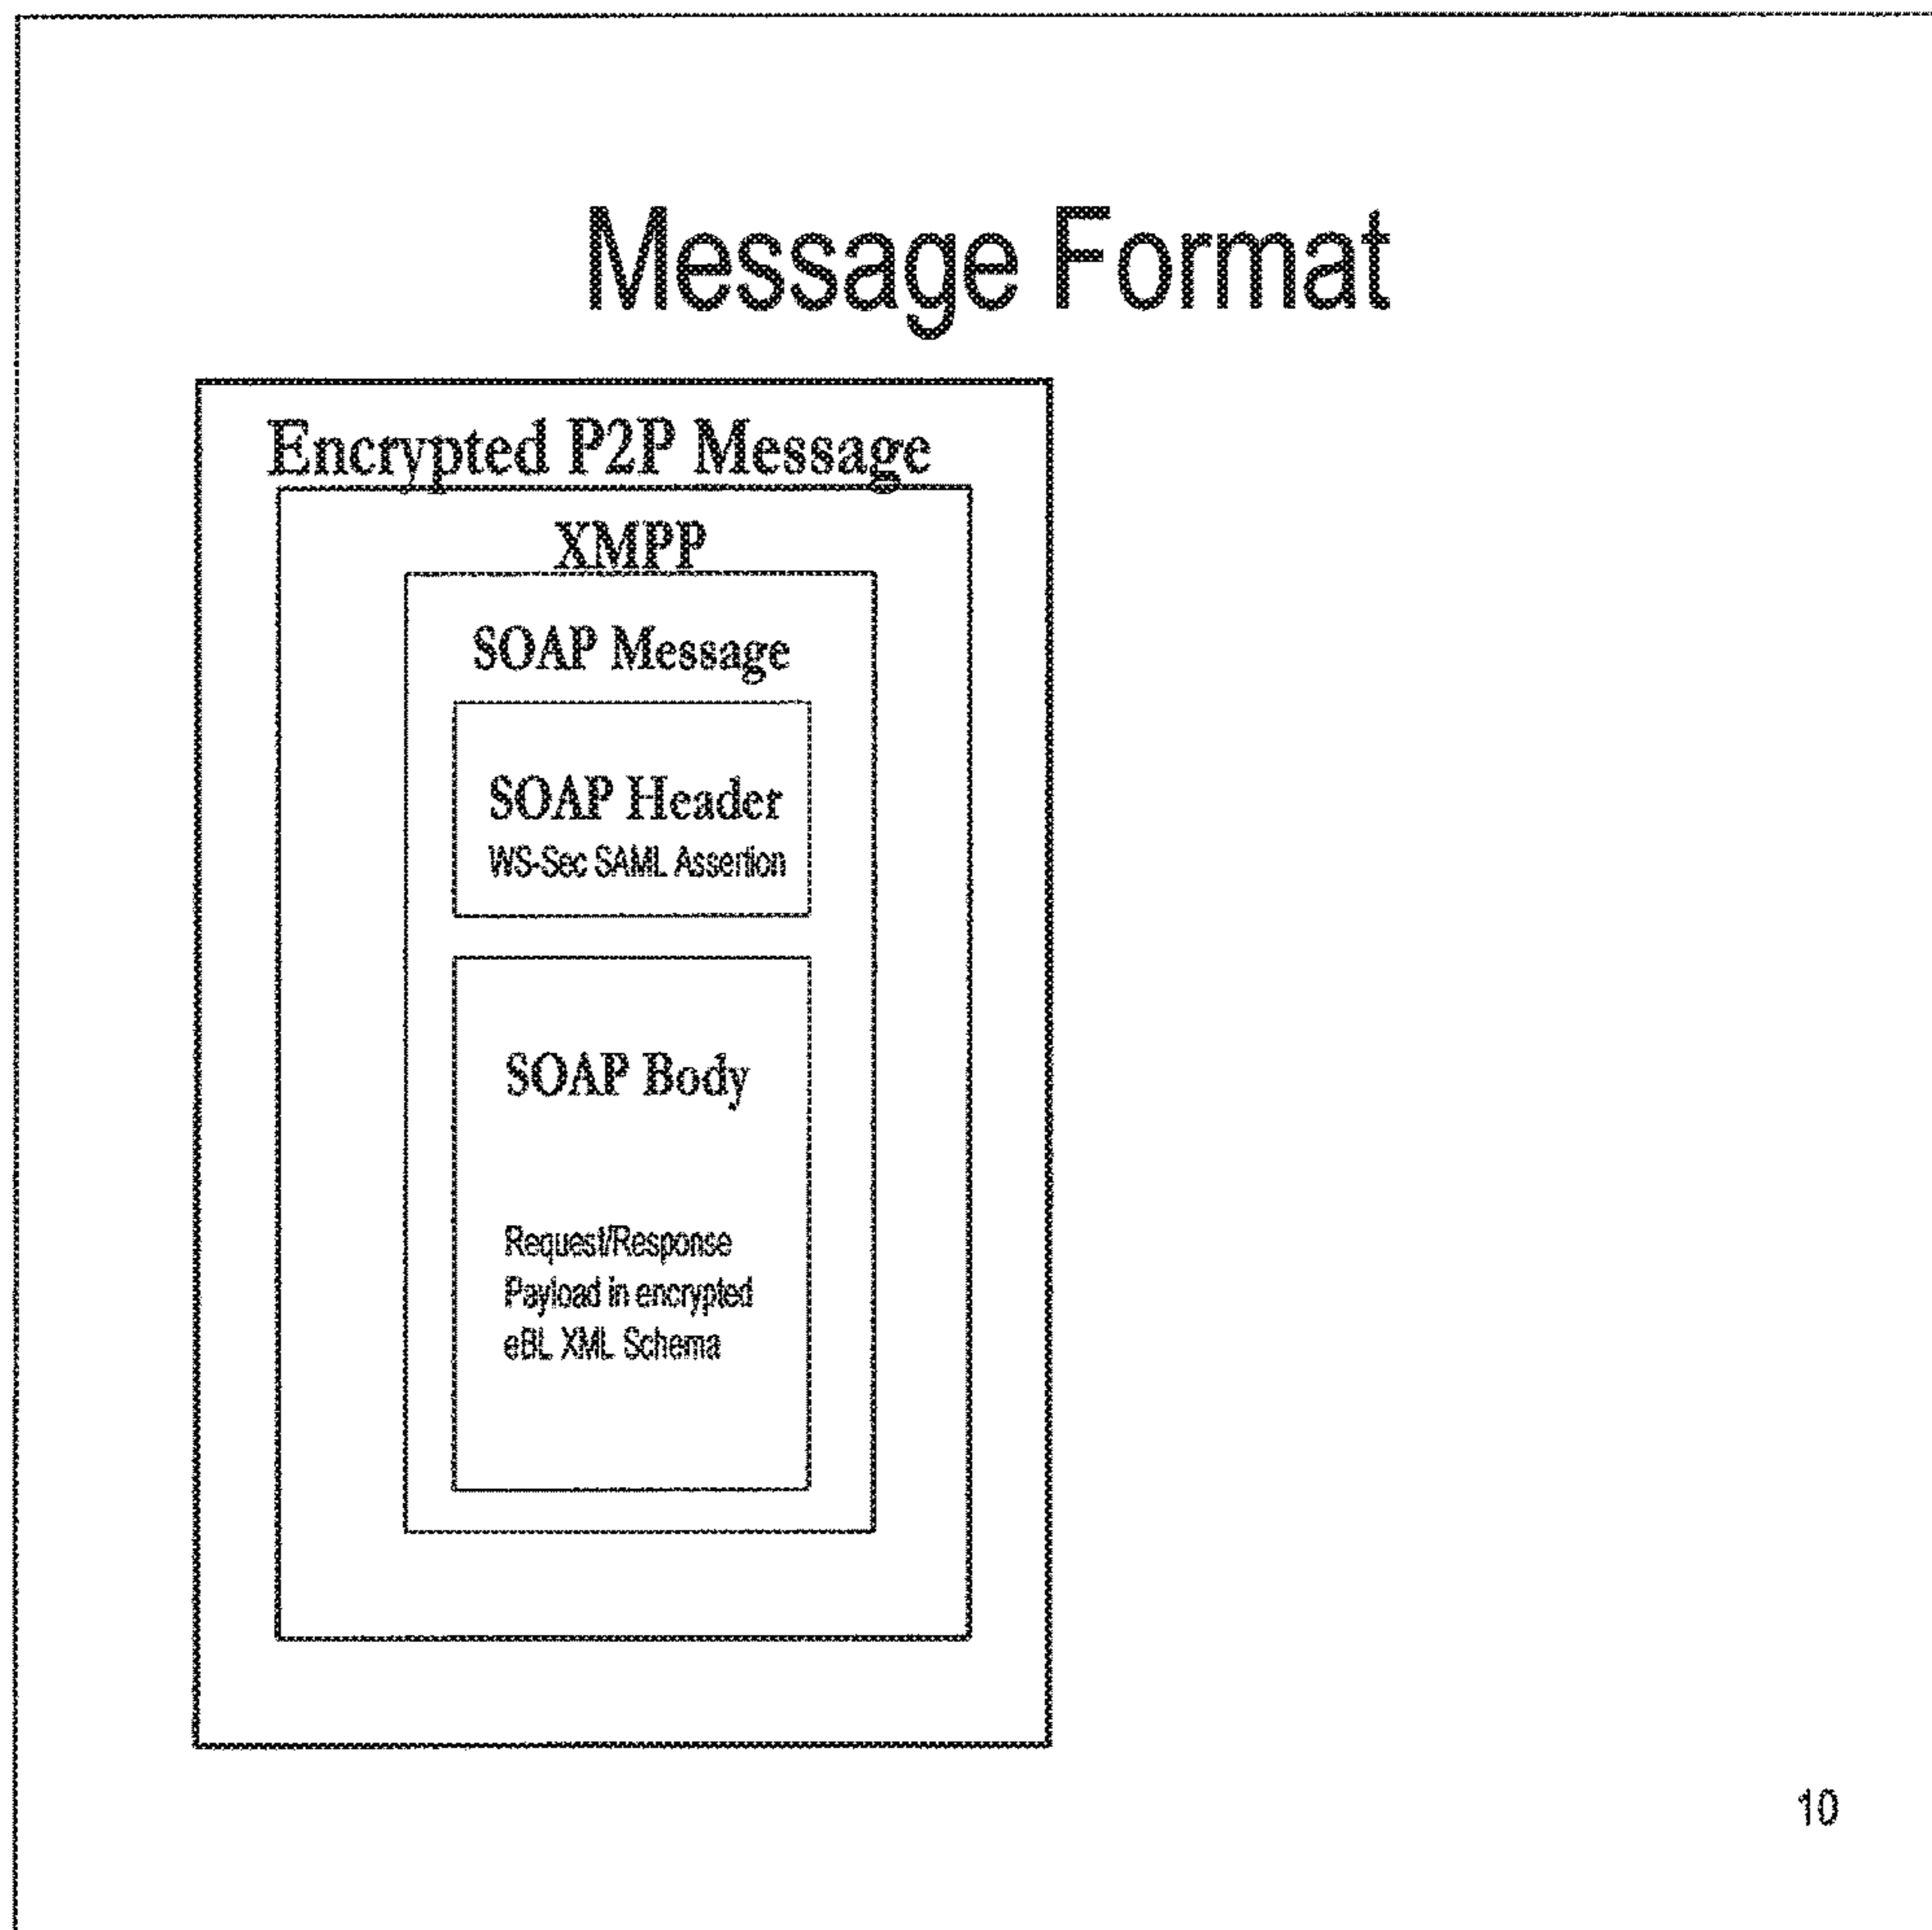 Message Format
Encrypted P2P Message
XMPP
SOAP Message
SOAP Header
WS-Sec SAML Assertion
SOAP Body
Request/Response
Payload in encrypted
eBL XML Schema
10